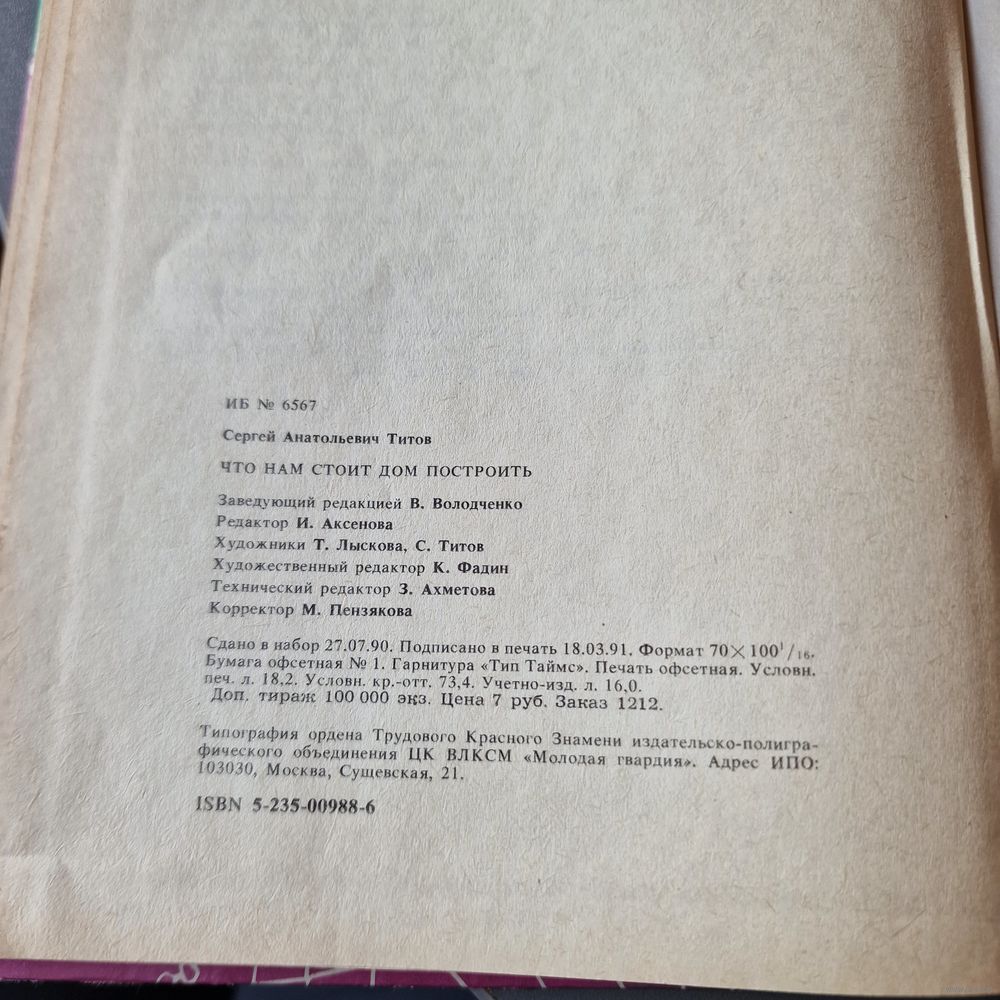 ИБ № 6567
Сергей Анатольевич Титов
ЧТО НАМ СТОИТ ДОМ ПОСТРОИТЬ
Заведующий редакцией В. Володченко
Редактор И. Аксенова
Художники Т. Лыскова, С. Титов
Художественный редактор К. Фадин
Технический редактор З. Ахметова
Корректор М. Пензякова
Сдано в набор 27.07.90. Подписано в печать 18.03.91. Формат 70×100¹/₁₆.
Бумага офсетная № 1. Гарнитура «Тип Таймс». Печать офсетная. Условн.
печ. л. 18,2. Условн. кр.-отт. 73,4. Учетно-изд. л. 16,0.
Доп. тираж 100 000 экз. Цена 7 руб. Заказ 1212.
Типография ордена Трудового Красного Знамени издательско-полигра-
фического объединения ЦК ВЛКСМ «Молодая гвардия». Адрес ИПО:
103030, Москва, Сущевская, 21.
ISBN 5-235-00988-6